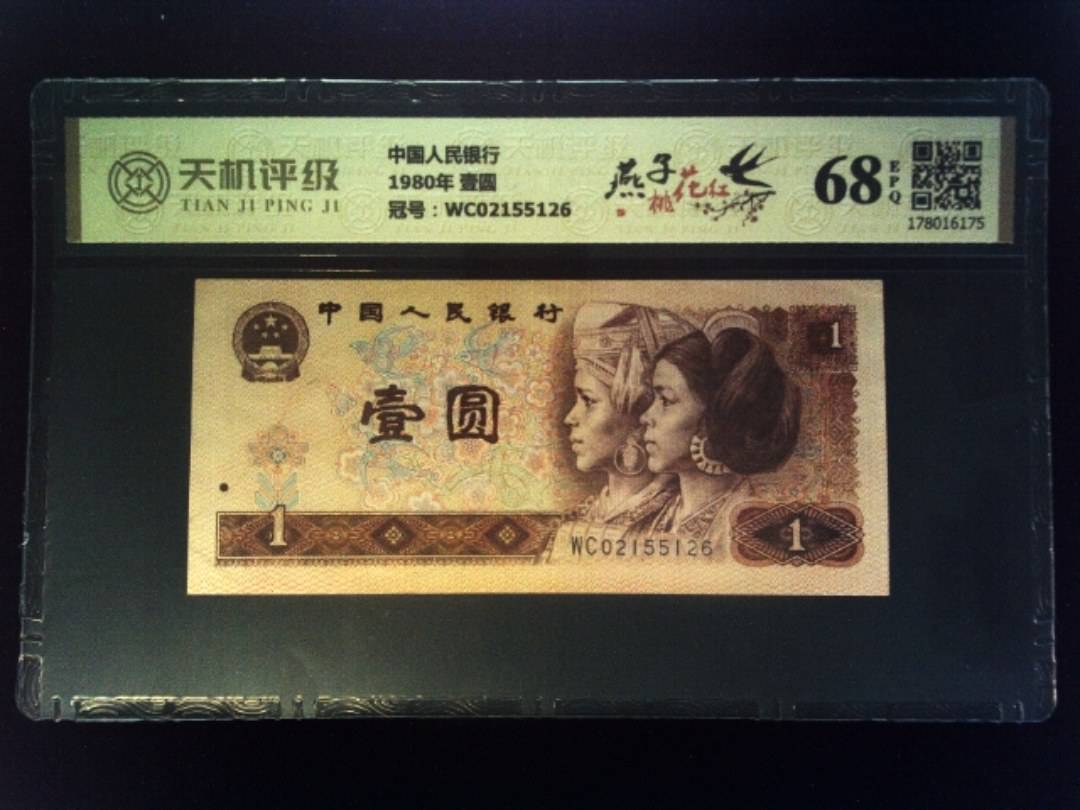 天机评级
TIAN JI PING JI
中国人民银行
1980年 壹圆
冠号：WC02155126
燕子
桃花红
68
EPQ
178016175
中国人民银行
1
壹圆
1
WC02155126
1